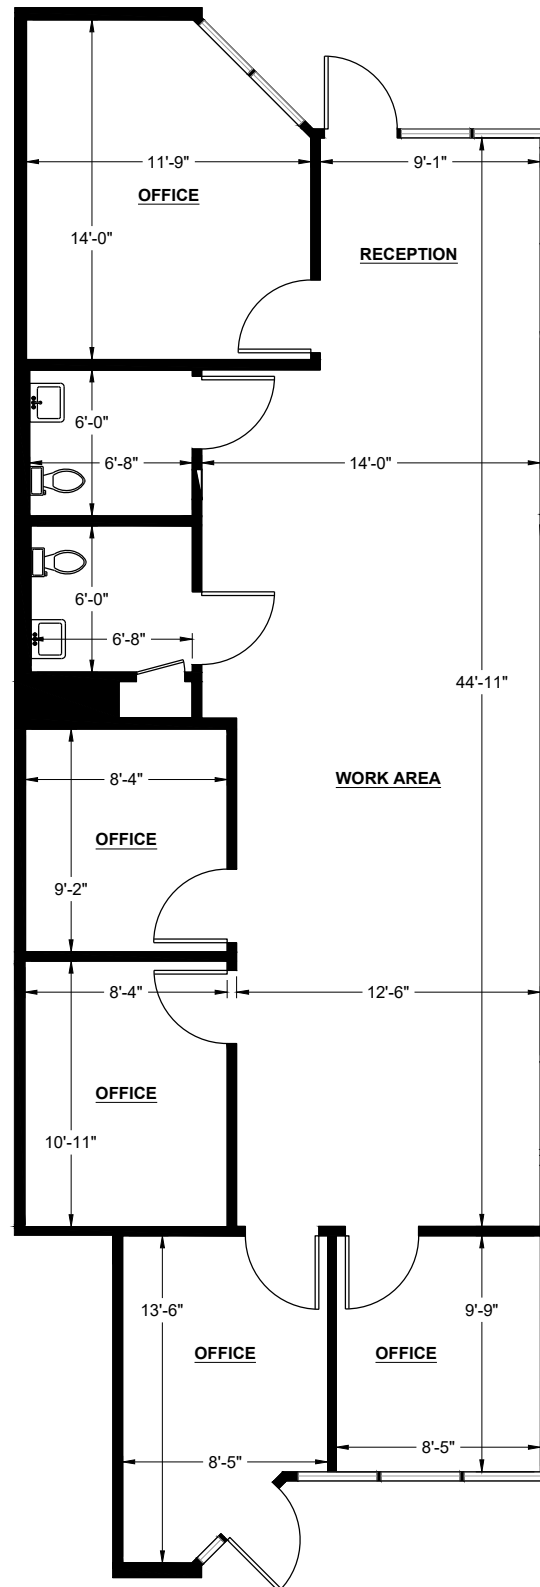 11'-9"
9'-1"
OFFICE
14'-0"
RECEPTION
6'-0"
6'-8"
14'-0"
6'-0"
6'-8"
44'-11"
8'-4"
WORK AREA
OFFICE
9'-2"
8'-4"
12'-6"
OFFICE
10'-11"
13'-6"
9'-9"
OFFICE
OFFICE
8'-5"
8'-5"